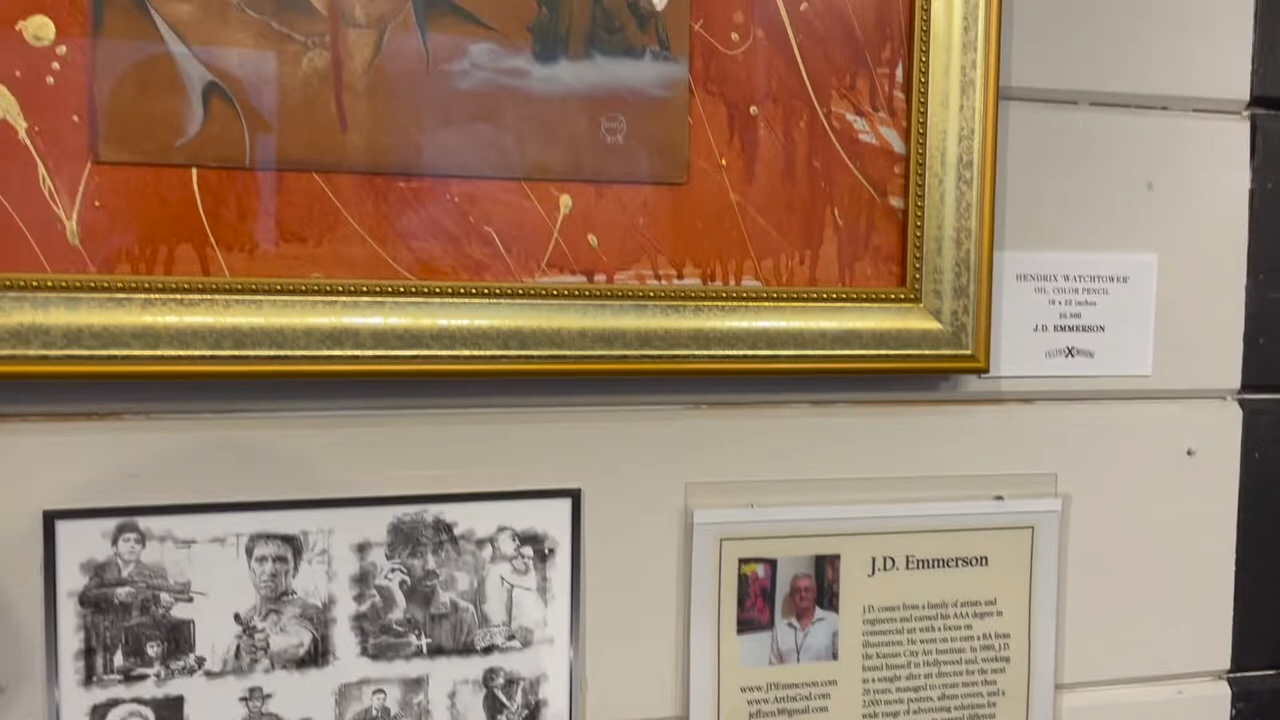 HENDRIX 'WATCHTOWER'
OIL, COLOR PENCIL
J.D. EMMERSON
J.D. Emmerson
J.D. comes from a family of artists and
engineers and earned his AAA degree in
commercial art with a focus on
illustration. He went on to earn a BA from
the Kansas City Art Institute. In 1989, J.D.
found himself in Hollywood and, working
as a sought-after art director for the next
26 years, managed to create more than
2,000 movie posters, album covers, and a
wide range of advertising solutions for
www.JDEmmerson.com
www.ArtInGod.com